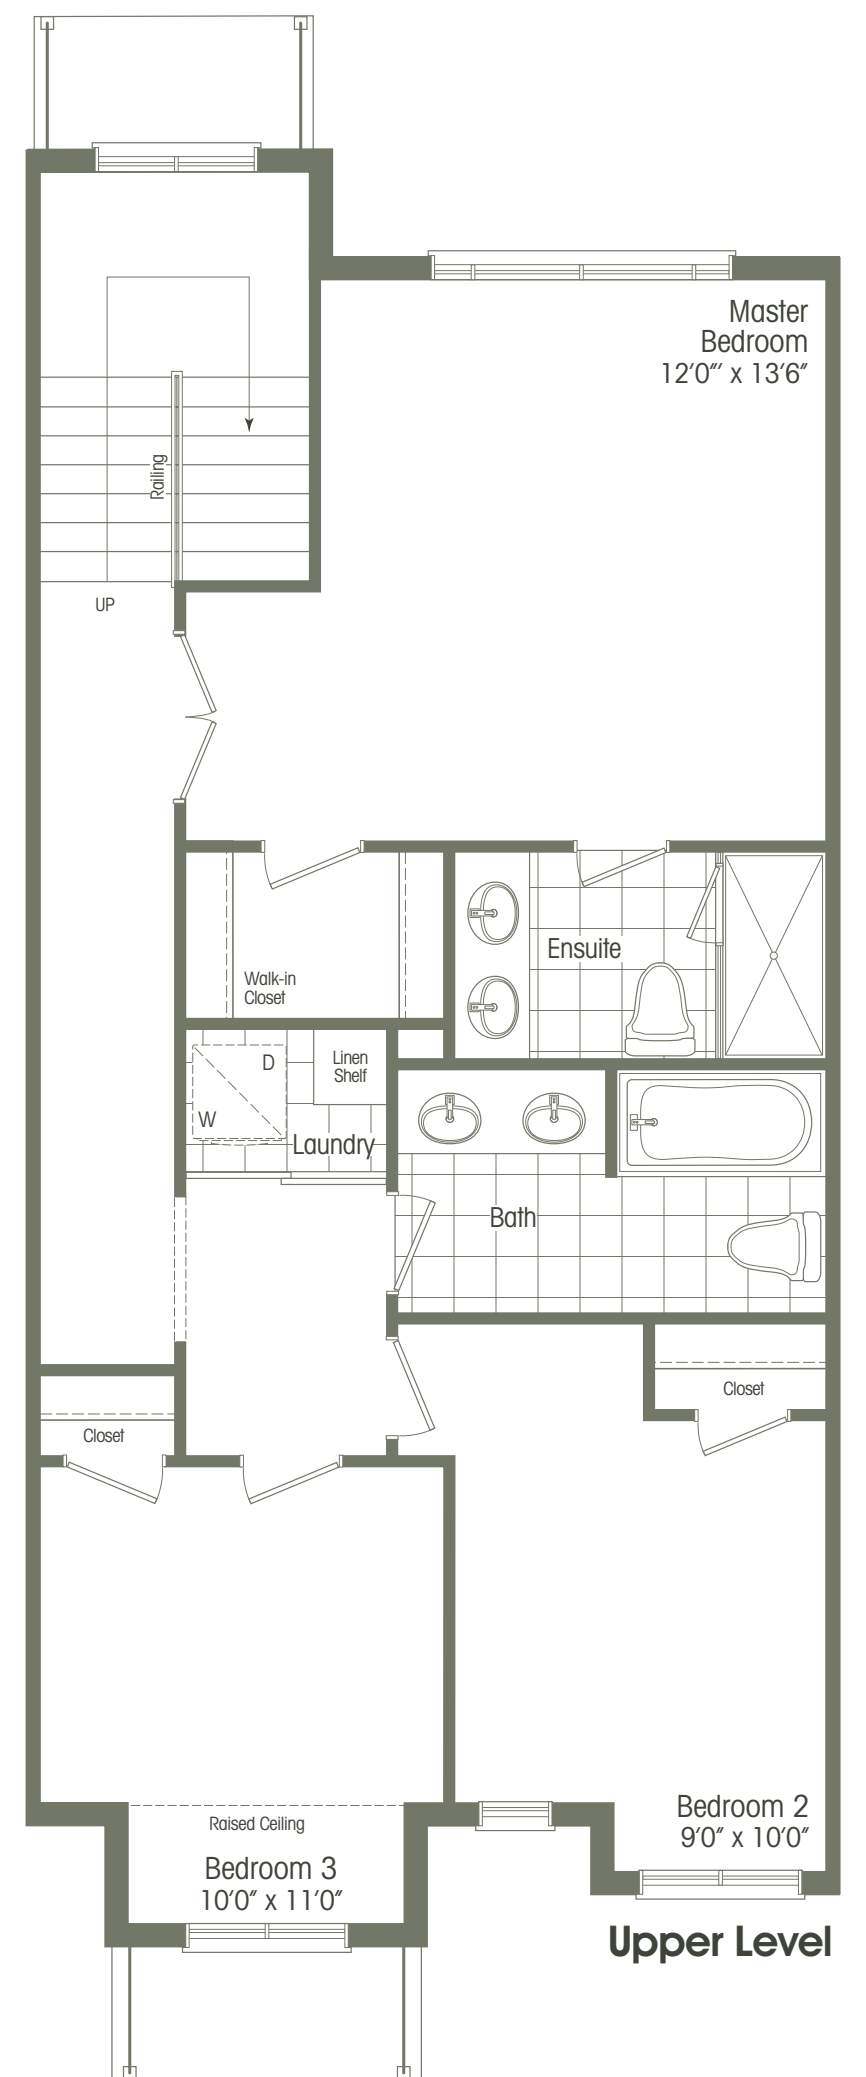 Master
Bedroom
12'0"' x 13'6"
Railing
UP
Ensuite
Walk-in
Closet
D
Linen
Shelf
W
Laundry
Bath
Closet
Closet
Raised Ceiling
Bedroom 2
9'0" x 10'0"
Bedroom 3
10'0" x 11'0"
Upper Level